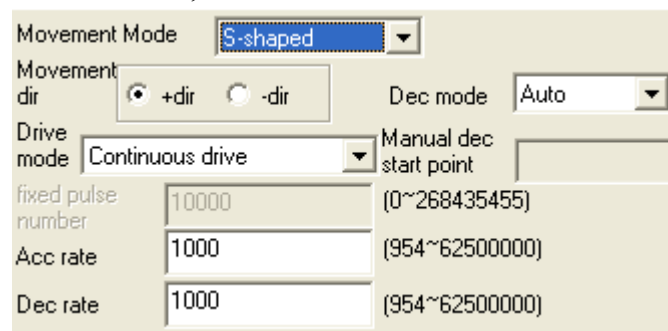 Movement Mode S-shaped
Movement
dir +dir -dir Dec mode Auto
Drive
mode Continuous drive Manual dec
start point
fixed pulse
number 10000 (0~268435455)
Acc rate 1000 (954~62500000)
Dec rate 1000 (954~62500000)